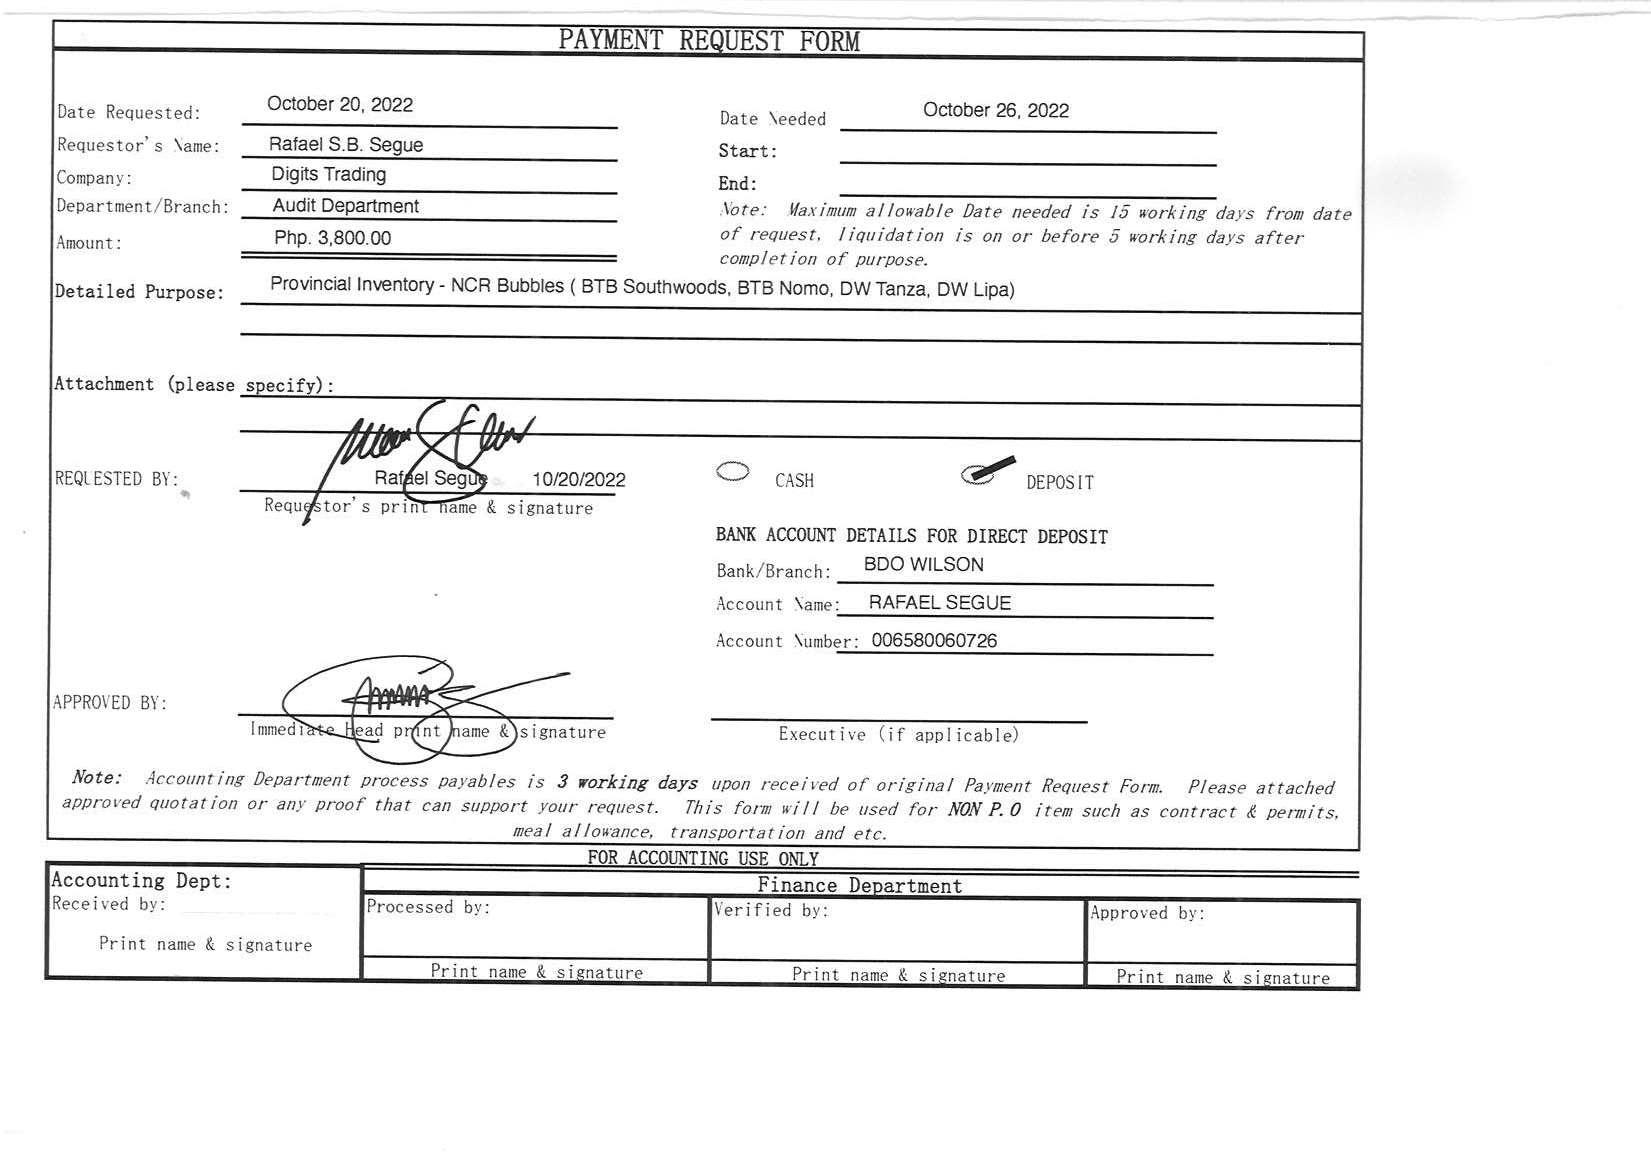 PAYMENT REQUEST FORM
Date Requested: October 20, 2022
Date Needed October 26, 2022
Requestor's Name: Rafael S.B. Segue
Start:
Company: Digits Trading
End:
Department/Branch: Audit Department
Note: Maximum allowable Date needed is 15 working days from date
of request, liquidation is on or before 5 working days after
completion of purpose.
Amount: Php. 3,800.00
Detailed Purpose: Provincial Inventory - NCR Bubbles ( BTB Southwoods, BTB Nomo, DW Tanza, DW Lipa)
Attachment (please specify):
REQUESTED BY: Rafael Segue 10/20/2022
Requestor's print name & signature
CASH DEPOSIT
BANK ACCOUNT DETAILS FOR DIRECT DEPOSIT
Bank/Branch: BDO WILSON
Account Name: RAFAEL SEGUE
Account Number: 006580060726
APPROVED BY:
Immediate Head print name & signature
Executive (if applicable)
Note: Accounting Department process payables is 3 working days upon received of original Payment Request Form. Please attached
approved quotation or any proof that can support your request. This form will be used for NON P.O item such as contract & permits,
meal allowance, transportation and etc.
FOR ACCOUNTING USE ONLY
Accounting Dept:
Finance Department
Received by:
Processed by:
Verified by:
Approved by:
Print name & signature
Print name & signature
Print name & signature
Print name & signature